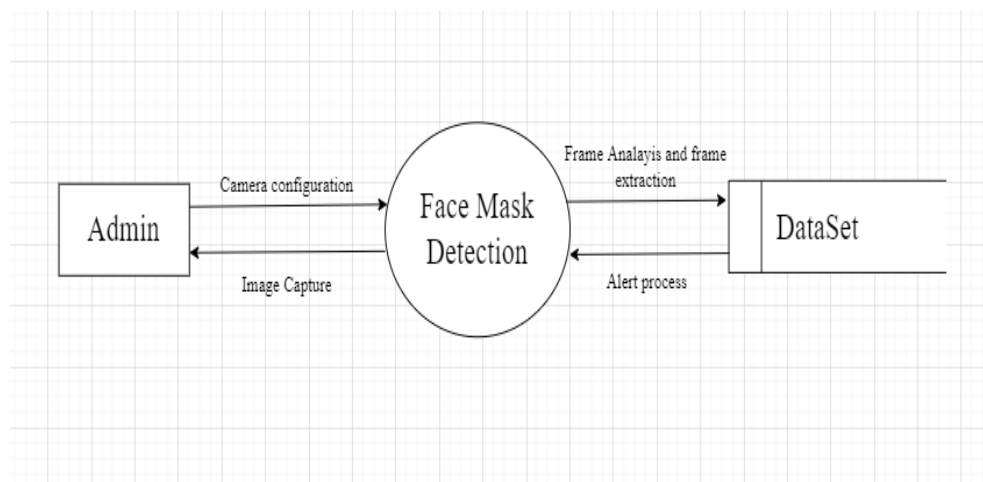 Admin
Camera configuration
Image Capture
Face Mask
Detection
Frame Analayis and frame
extraction
Alert process
DataSet